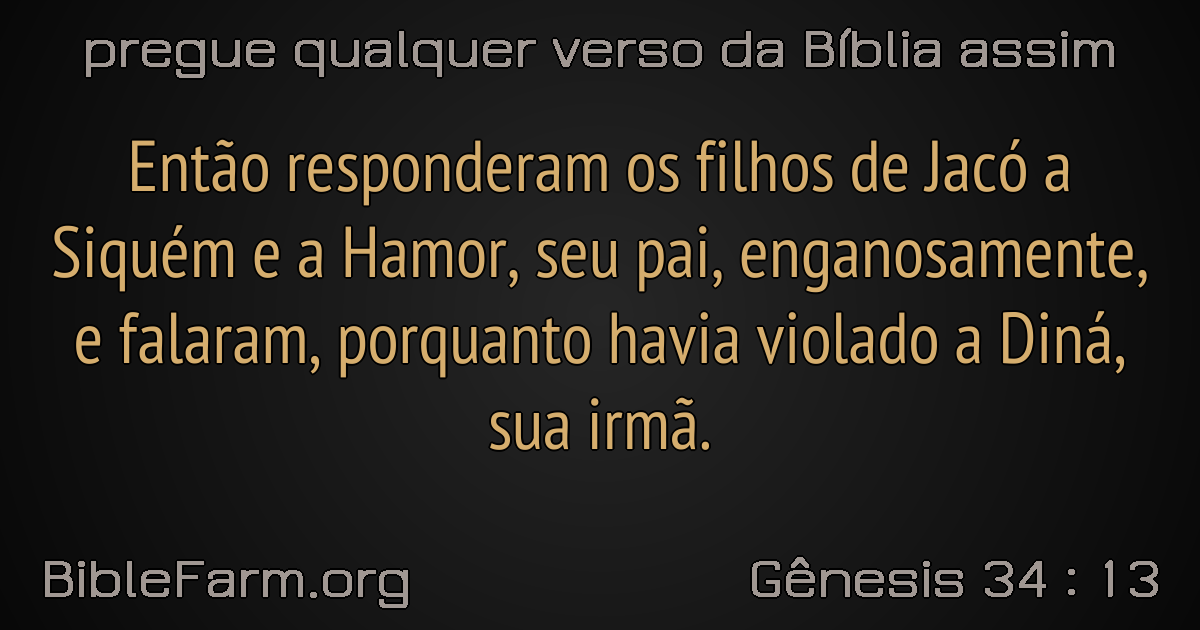 pregue qualquer verso da Bíblia assim
Então responderam os filhos de Jacó a
Siquém e a Hamor, seu pai, enganosamente,
e falaram, porquanto havia violado a Diná,
sua irmã.
BibleFarm.org
Gênesis 34 : 13